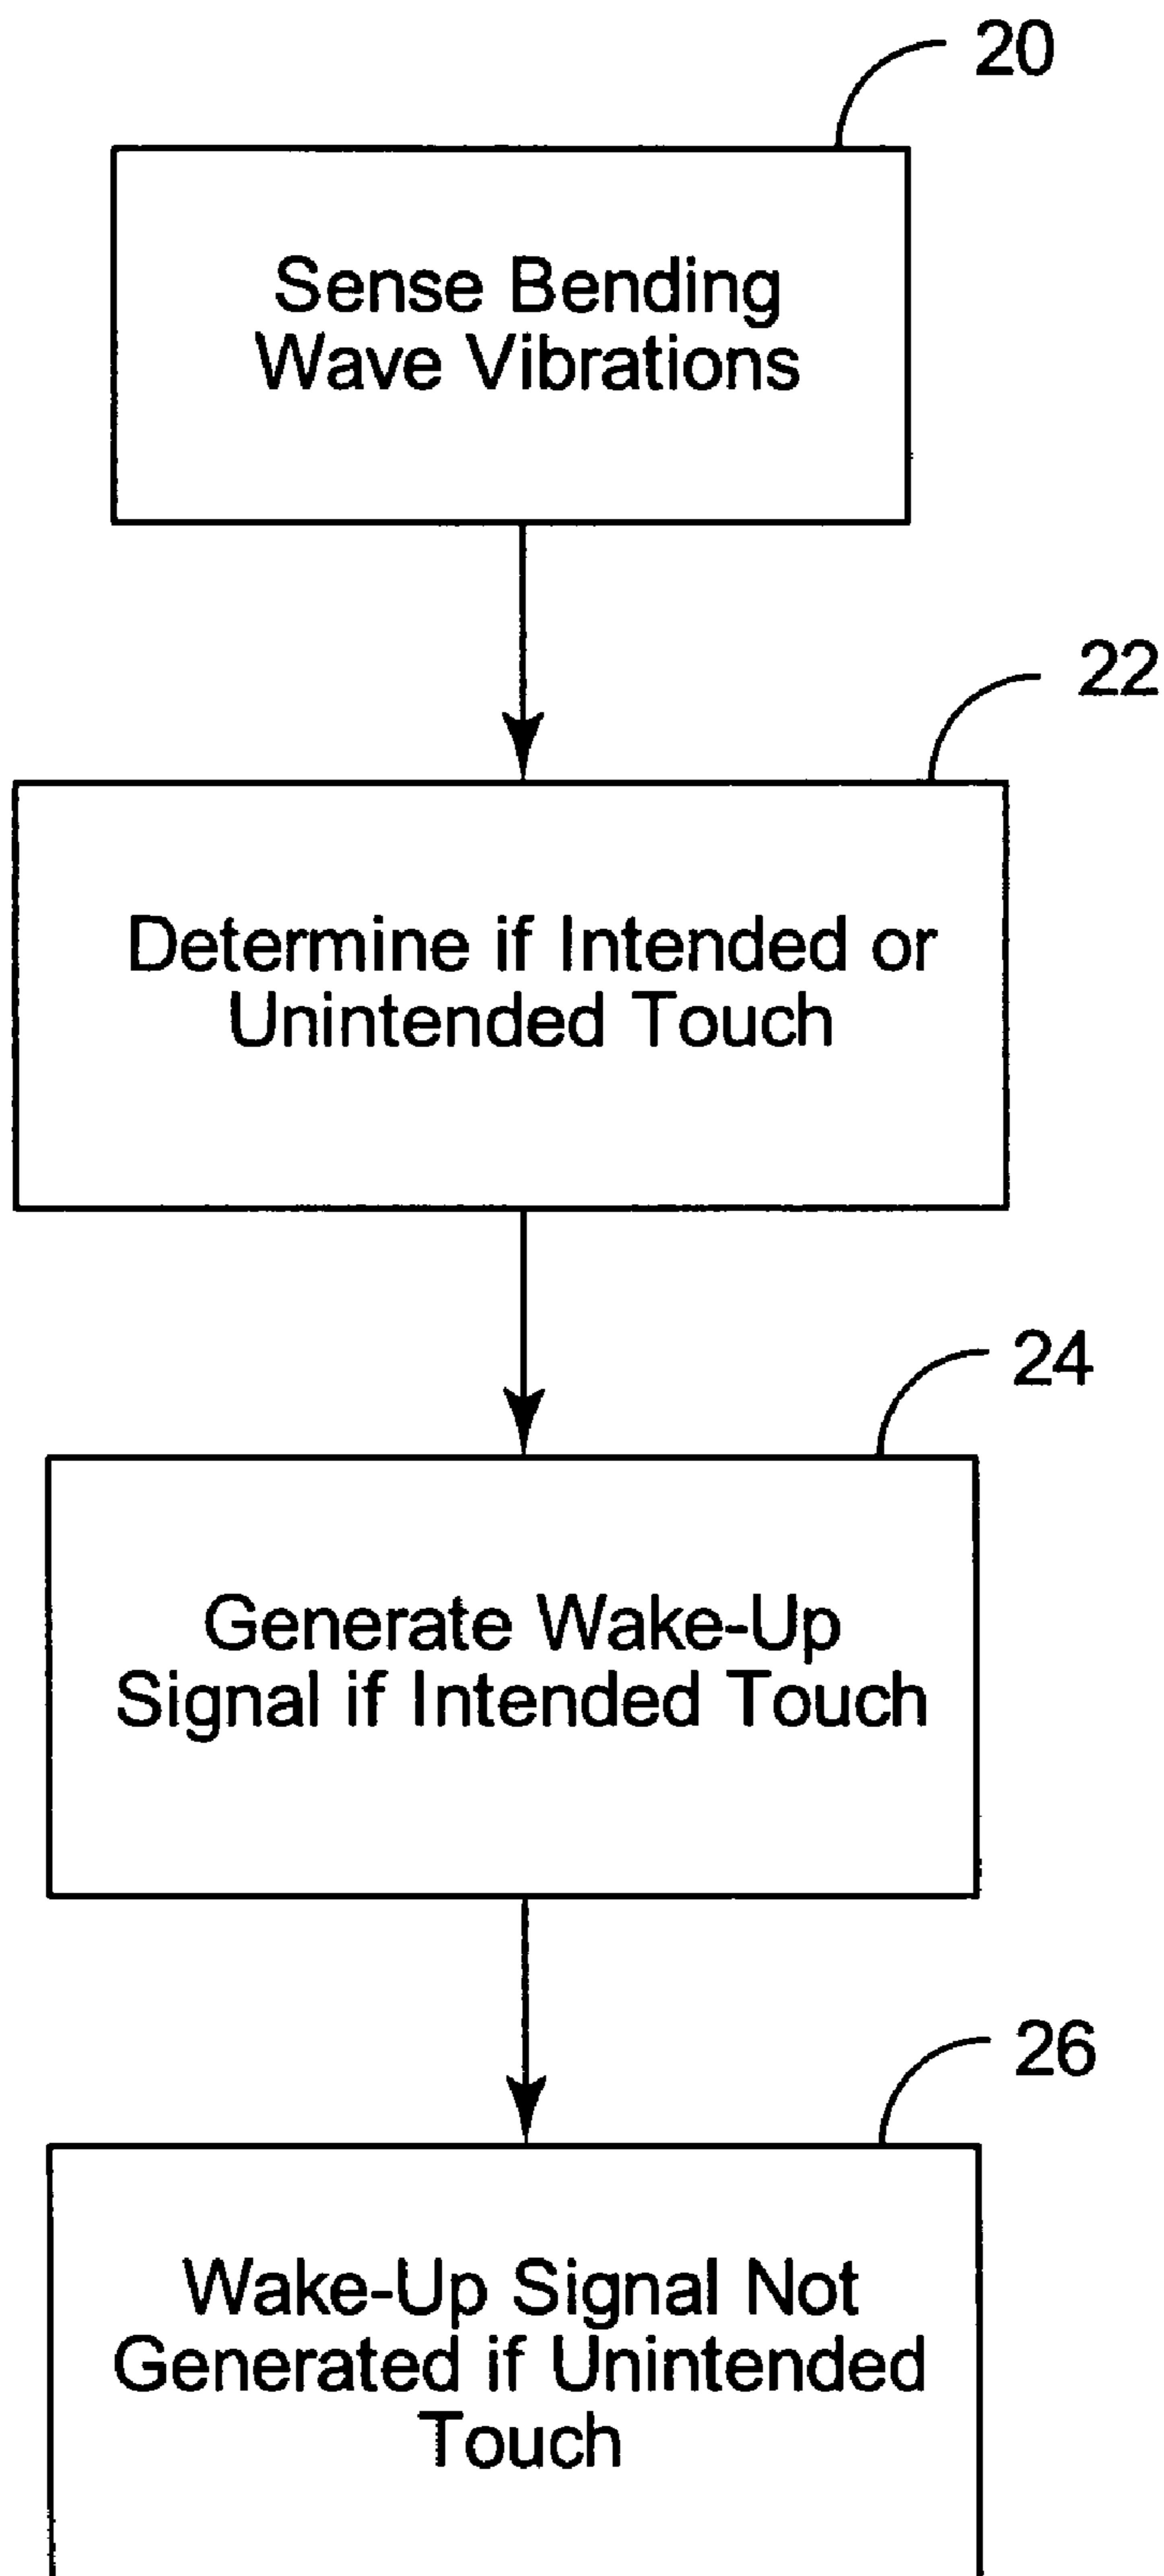 20
Sense Bending
Wave Vibrations
22
Determine if Intended or
Unintended Touch
24
Generate Wake-Up
Signal if Intended Touch
26
Wake-Up Signal Not
Generated if Unintended
Touch